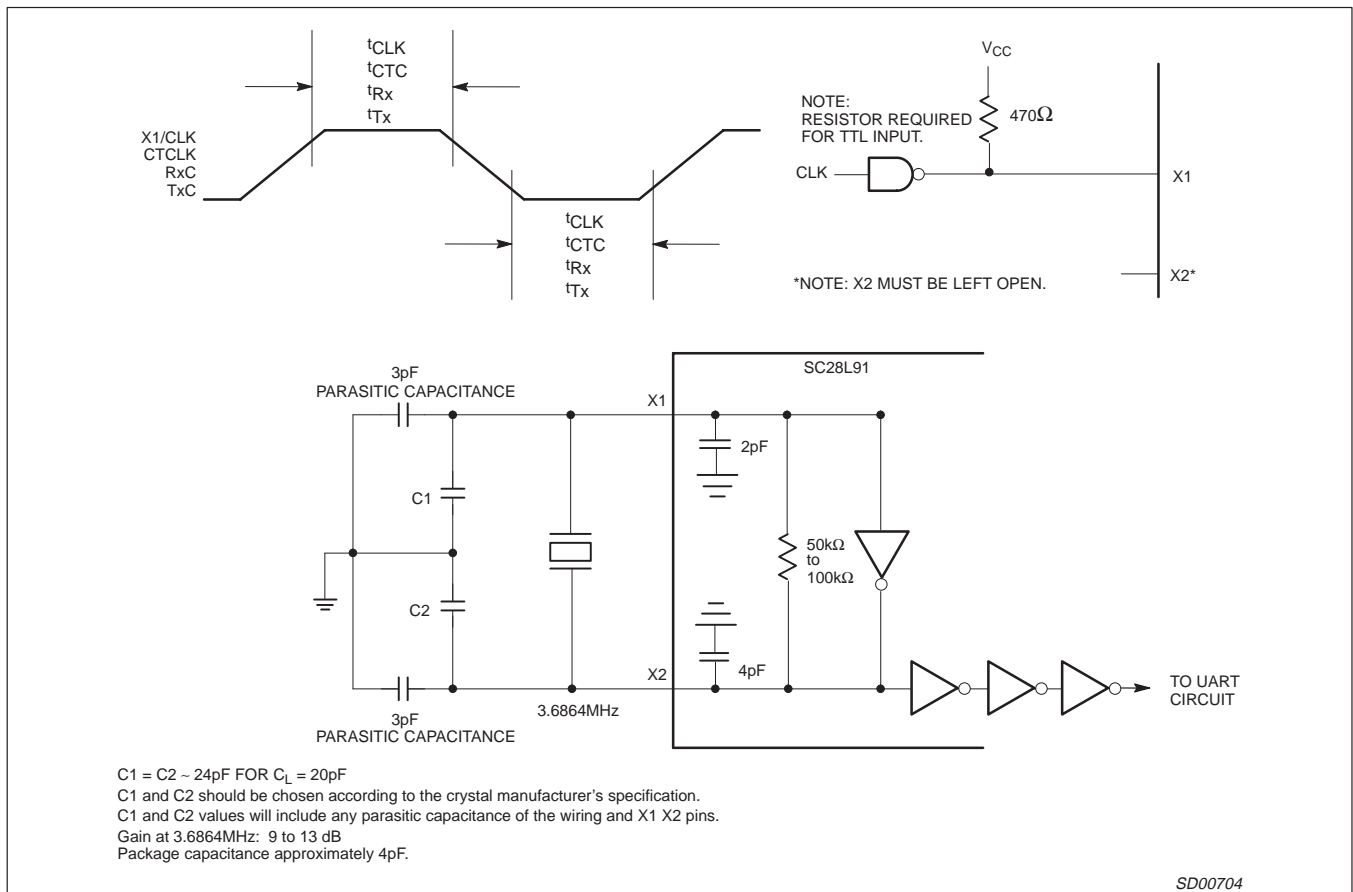 tCLK
tCTC
tRx
tTx
X1/CLK
CTCLK
RxC
TxC
tCLK
tCTC
tRx
tTx
VCC
NOTE:
RESISTOR REQUIRED
FOR TTL INPUT.
470Ω
CLK
X1
*NOTE: X2 MUST BE LEFT OPEN.
X2*
3pF
PARASITIC CAPACITANCE
SC28L91
X1
2pF
C1
50kΩ
to
100kΩ
C2
4pF
X2
3pF
PARASITIC CAPACITANCE
3.6864MHz
TO UART
CIRCUIT
C1 = C2 ~ 24pF FOR CL = 20pF
C1 and C2 should be chosen according to the crystal manufacturer's specification.
C1 and C2 values will include any parasitic capacitance of the wiring and X1 X2 pins.
Gain at 3.6864MHz: 9 to 13 dB
Package capacitance approximately 4pF.
SD00704